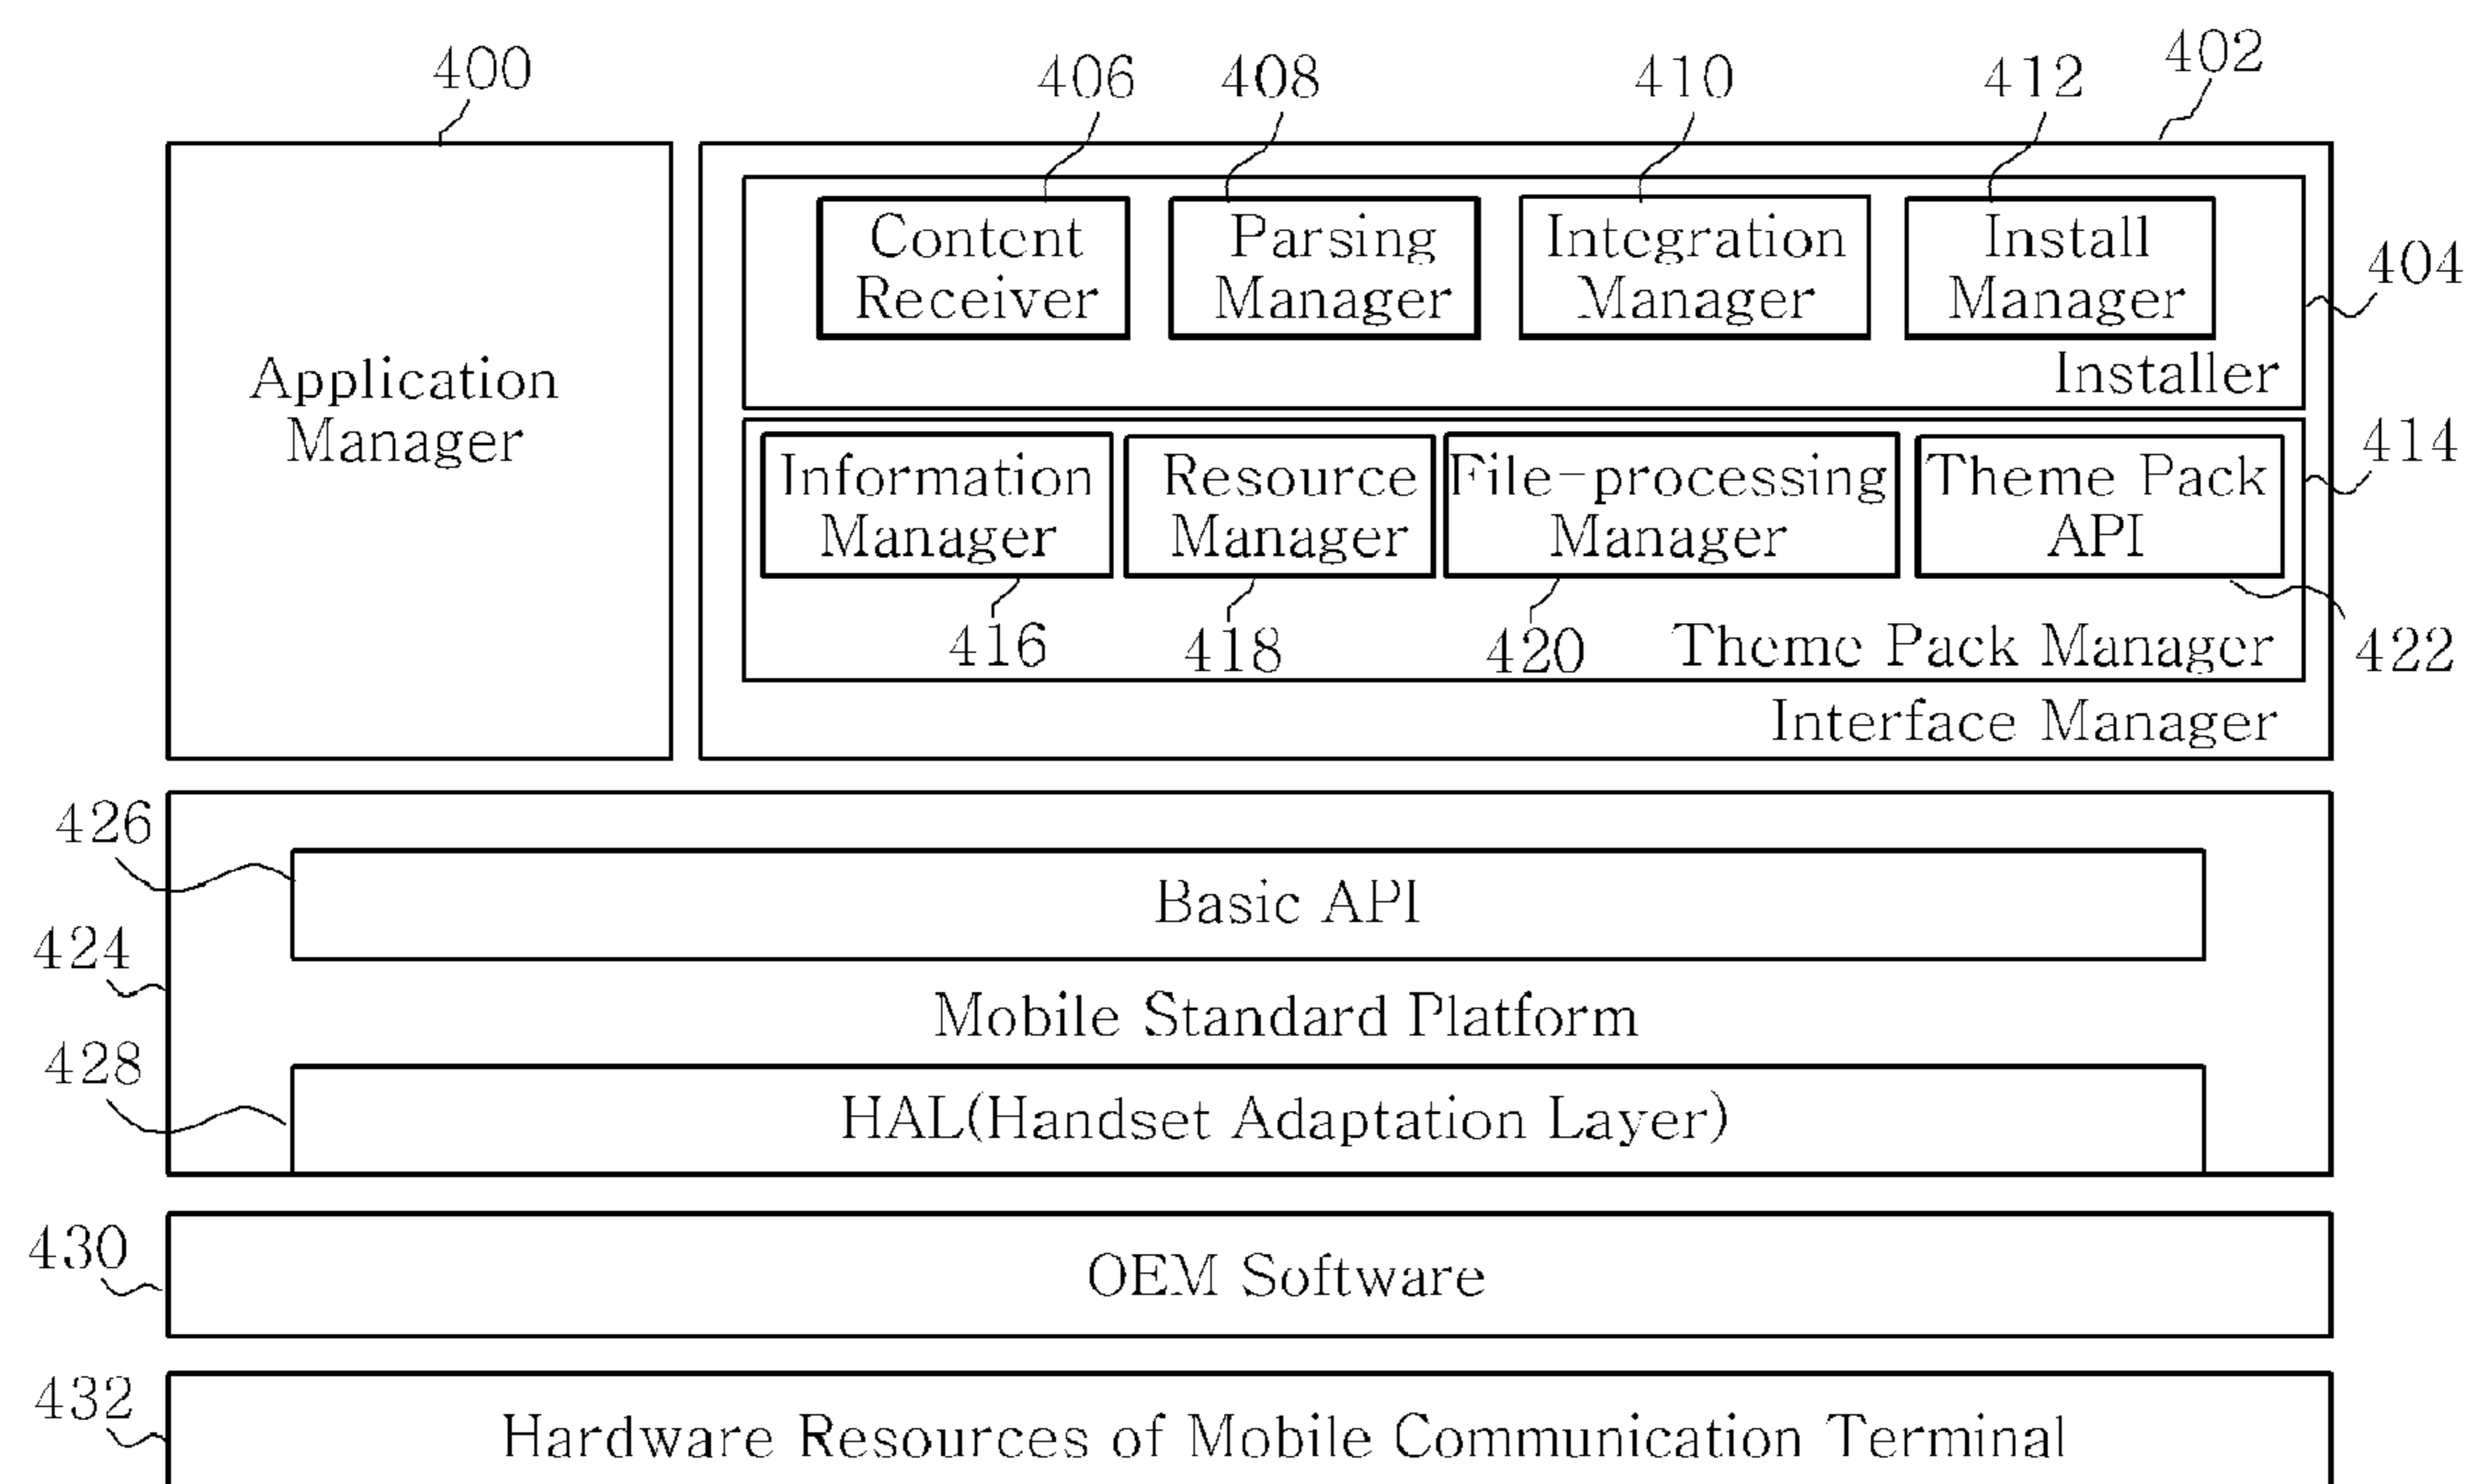 400
406
408
410
412
402
Content
Receiver
Parsing
Manager
Integration
Manager
Install
Manager
404
Installer
Application
Manager
414
Information
Manager
Resource
Manager
File-processing
Manager
Theme Pack
API
416
418
420
Theme Pack Manager
422
Interface Manager
426
Basic API
424
Mobile Standard Platform
428
HAL(Handset Adaptation Layer)
430
OEM Software
432
Hardware Resources of Mobile Communication Terminal